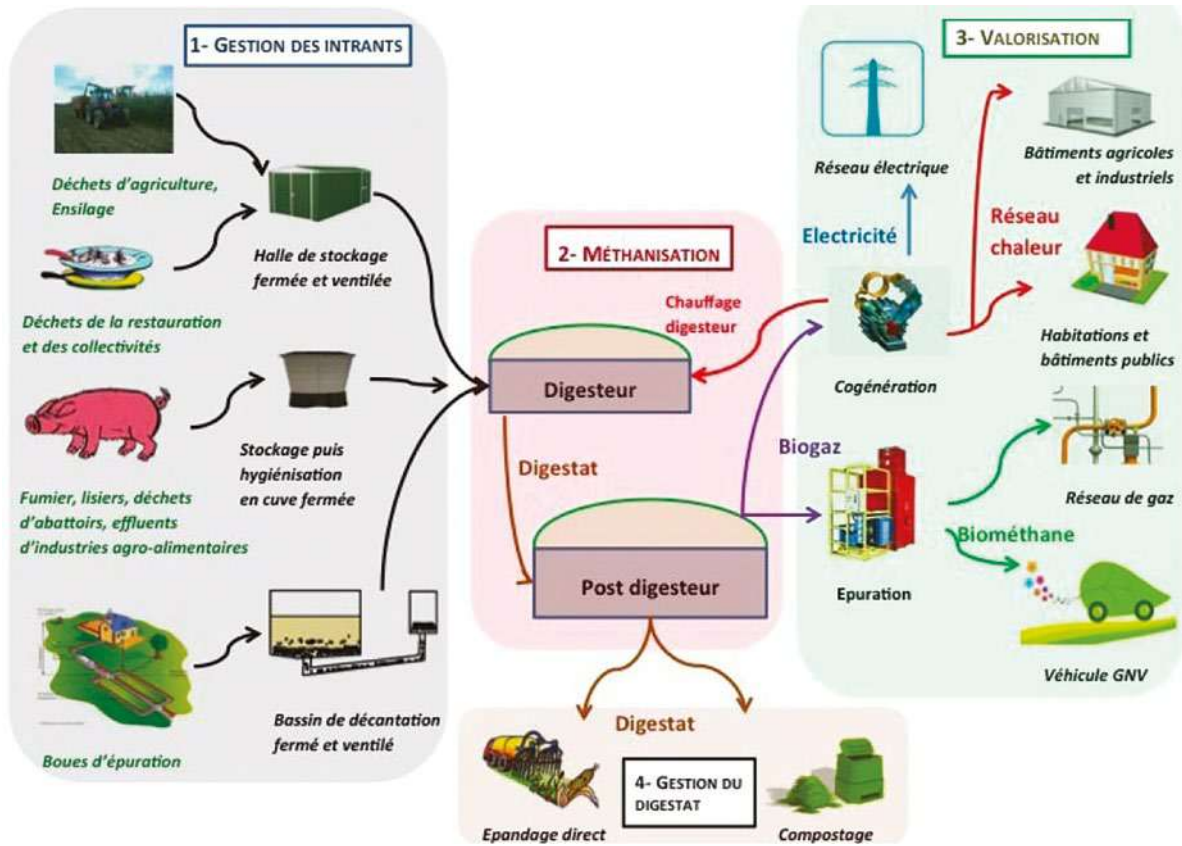 1- GESTION DES INTRANTS
Déchets d'agriculture,
Ensilage
Halle de stockage
fermée et ventilée
Déchets de la restauration
et des collectivités
Stockage puis
hygiénisation
en cuve fermée
Fumier, lisiers, déchets
d'abattoirs, effluents
d'industries agro-alimentaires
Bassin de décantation
fermé et ventilé
Boues d'épuration
2- MÉTHANISATION
Chauffage
digesteur
Digesteur
Digestat
Biogaz
Post digesteur
3- VALORISATION
Réseau électrique
Bâtiments agricoles
et industriels
Electricité
Réseau
chaleur
Cogénération
Habitations et
bâtiments publics
Réseau de gaz
Biométhane
Epuration
Véhicule GNV
Digestat
4- GESTION DU
DIGESTAT
Epandage direct
Compostage